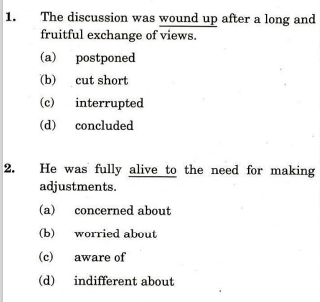 1. The discussion was wound up after a long and
fruitful exchange of views.
(a) postponed
(b) cut short
(c) interrupted
(d) concluded
2. He was fully alive to the need for making
adjustments.
(a) concerned about
(b) worried about
(c) aware of
(d) indifferent about